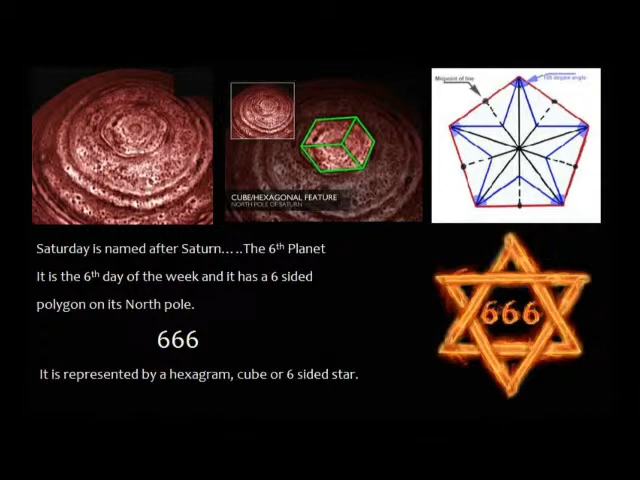 Midpoint of line
108 degree angle
CUBE/HEXAGONAL FEATURE
NORTH POLE OF SATURN
Saturday is named after Saturn.....The 6th Planet
It is the 6th day of the week and it has a 6 sided
polygon on its North pole.
666
666
It is represented by a hexagram, cube or 6 sided star.